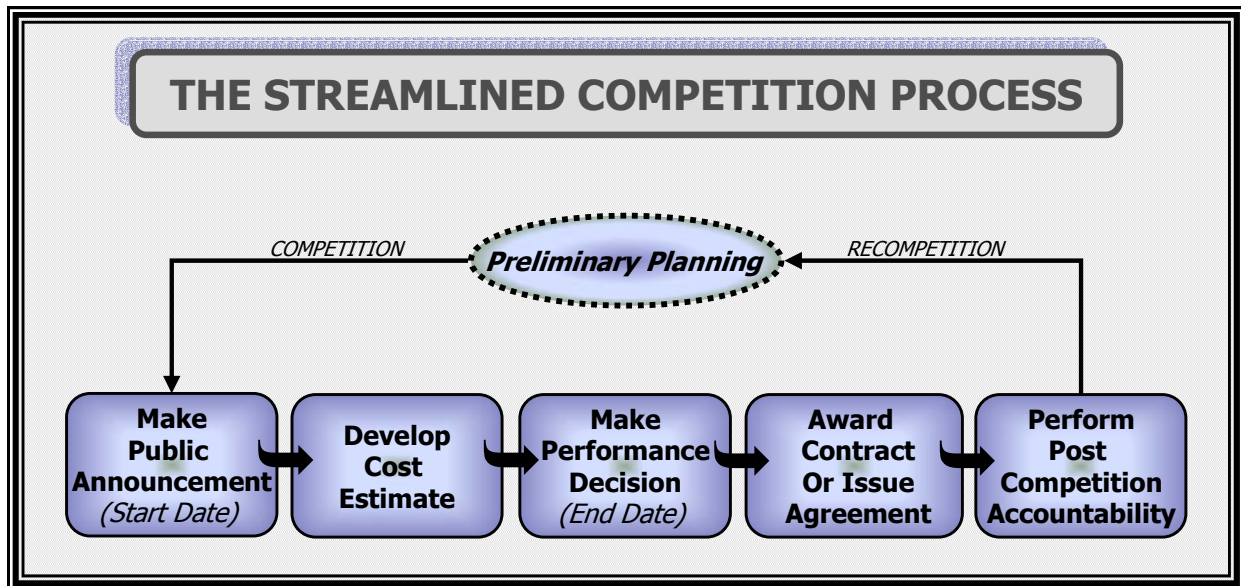 THE STREAMLINED COMPETITION PROCESS
COMPETITION
Preliminary Planning
RECOMPETITION
Make
Public
Announcement
(Start Date)
Develop
Cost
Estimate
Make
Performance
Decision
(End Date)
Award
Contract
Or Issue
Agreement
Perform
Post
Competition
Accountability